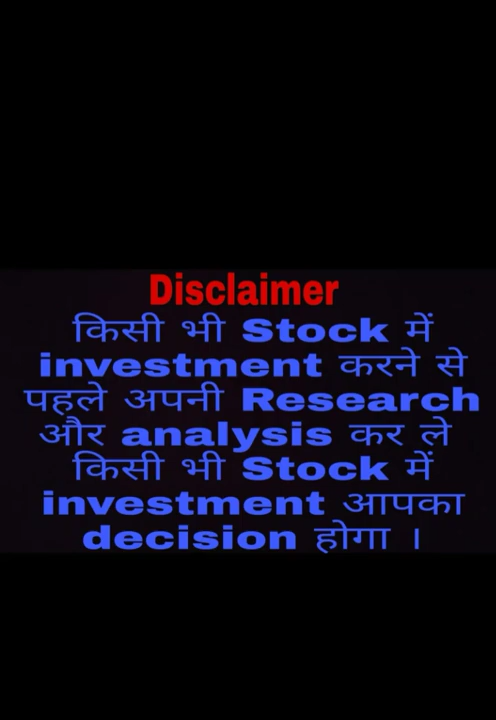 Disclaimer
किसी भी Stock में
investment करने से
पहले अपनी Research
और analysis कर ले
किसी भी Stock में
investment आपका
decision होगा ।